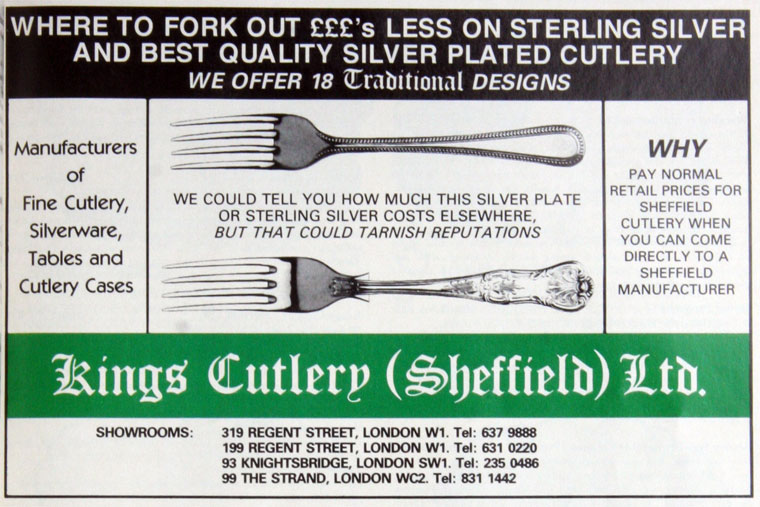 WHERE TO FORK OUT £££'s LESS ON STERLING SILVER
AND BEST QUALITY SILVER PLATED CUTLERY
WE OFFER 18 Traditional DESIGNS
Manufacturers
of
Fine Cutlery,
Silverware,
Tables and
Cutlery Cases
WE COULD TELL YOU HOW MUCH THIS SILVER PLATE
OR STERLING SILVER COSTS ELSEWHERE,
BUT THAT COULD TARNISH REPUTATIONS
WHY
PAY NORMAL
RETAIL PRICES FOR
SHEFFIELD
CUTLERY WHEN
YOU CAN COME
DIRECTLY TO A
SHEFFIELD
MANUFACTURER
Kings Cutlery (Sheffield) Ltd.
SHOWROOMS: 319 REGENT STREET, LONDON W1. Tel: 637 9888
199 REGENT STREET, LONDON W1. Tel: 631 0220
93 KNIGHTSBRIDGE, LONDON SW1. Tel: 235 0486
99 THE STRAND, LONDON WC2. Tel: 831 1442